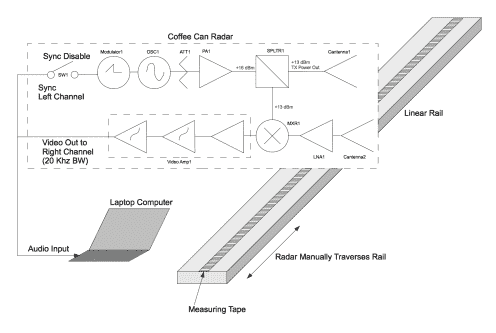 Coffee Can Radar
Sync Disable
Modulator1
OSC1
ATT1
PA1
SPLTR1
Cantenna1
+16 dBm
+13 dBm
TX Power Out
SW1
Sync
Left Channel
+13 dBm
Linear Rail
MXR1
Video Out to
Right Channel
(20 Khz BW)
Video Amp1
LNA1
Cantenna2
Laptop Computer
Audio Input
Radar Manually Traverses Rail
Measuring Tape